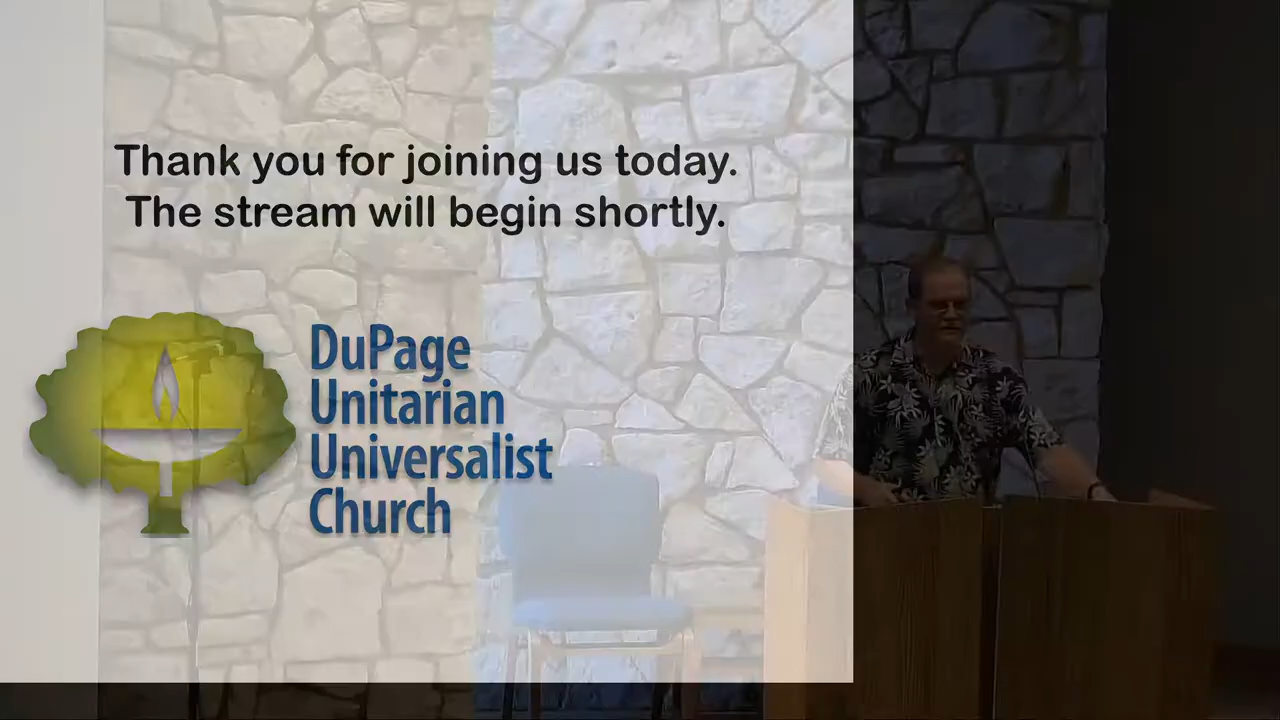 Thank you for joining us today.
The stream will begin shortly.
DuPage
Unitarian
Universalist
Church